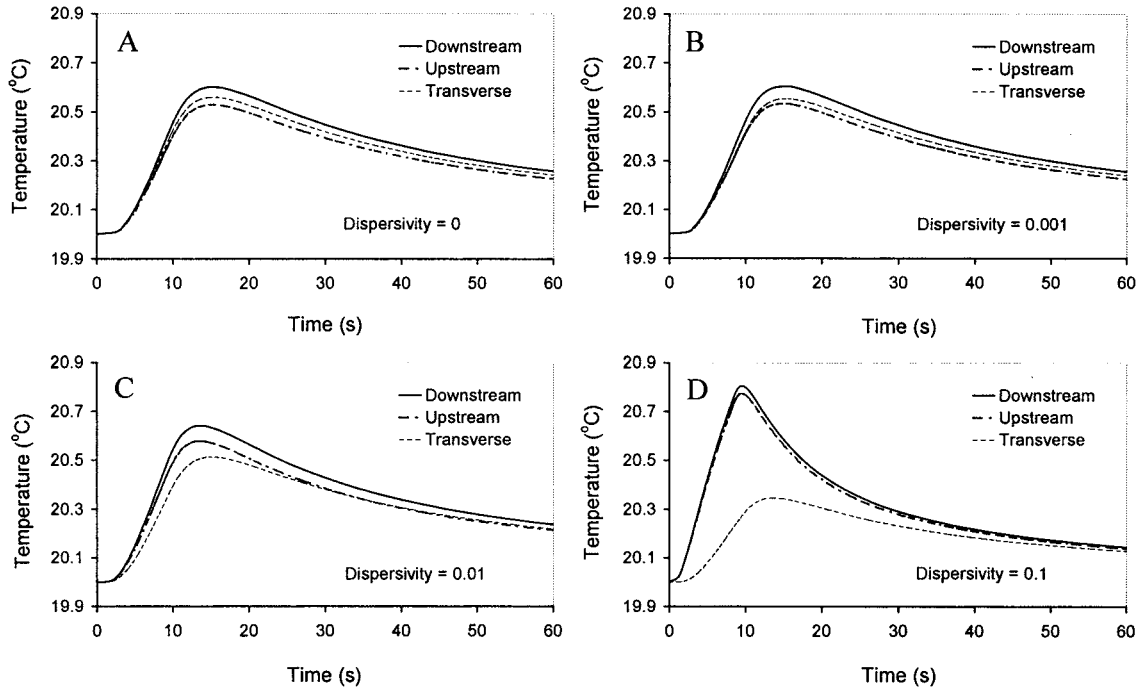 A
Downstream
Upstream
Transverse
Dispersivity = 0
Temperature (°C)
20.9
20.7
20.5
20.3
20.1
19.9
0 10 20 30 40 50 60
Time (s)
B
Downstream
Upstream
Transverse
Dispersivity = 0.001
Temperature (°C)
20.9
20.7
20.5
20.3
20.1
19.9
0 10 20 30 40 50 60
Time (s)
C
Downstream
Upstream
Transverse
Dispersivity = 0.01
Temperature (°C)
20.9
20.7
20.5
20.3
20.1
19.9
0 10 20 30 40 50 60
Time (s)
D
Downstream
Upstream
Transverse
Dispersivity = 0.1
Temperature (°C)
20.9
20.7
20.5
20.3
20.1
19.9
0 10 20 30 40 50 60
Time (s)